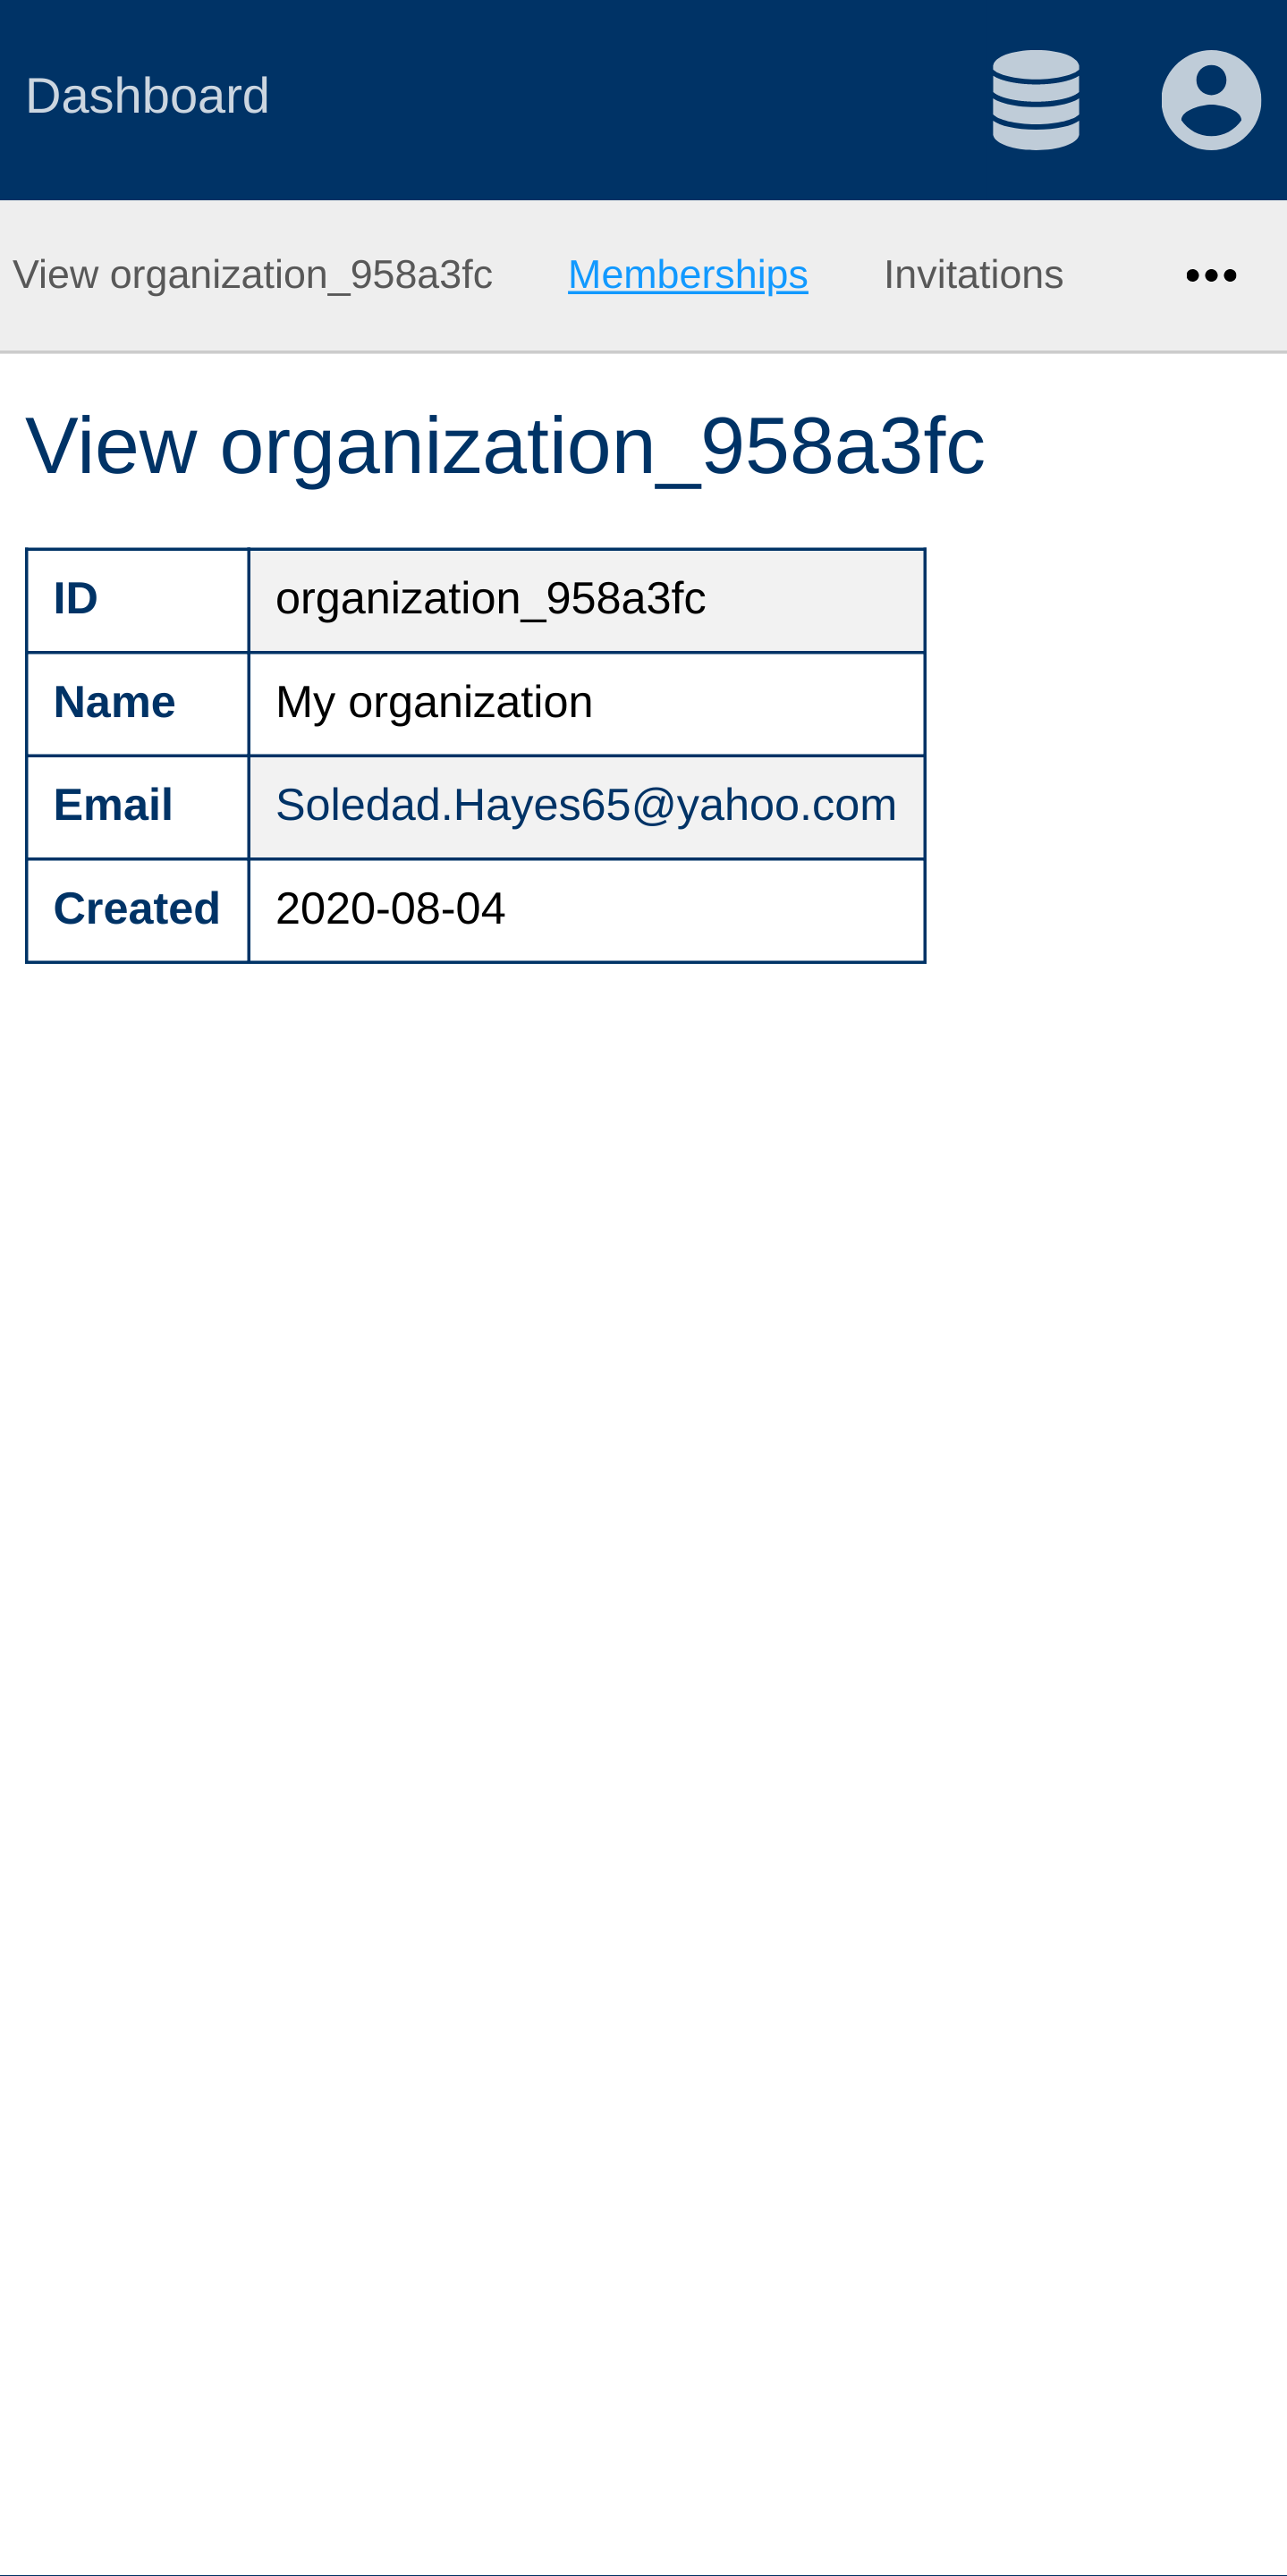 Dashboard
View organization_958a3fc Memberships Invitations
View organization_958a3fc
ID organization_958a3fc
Name My organization
Email Soledad.Hayes65@yahoo.com
Created 2020-08-04